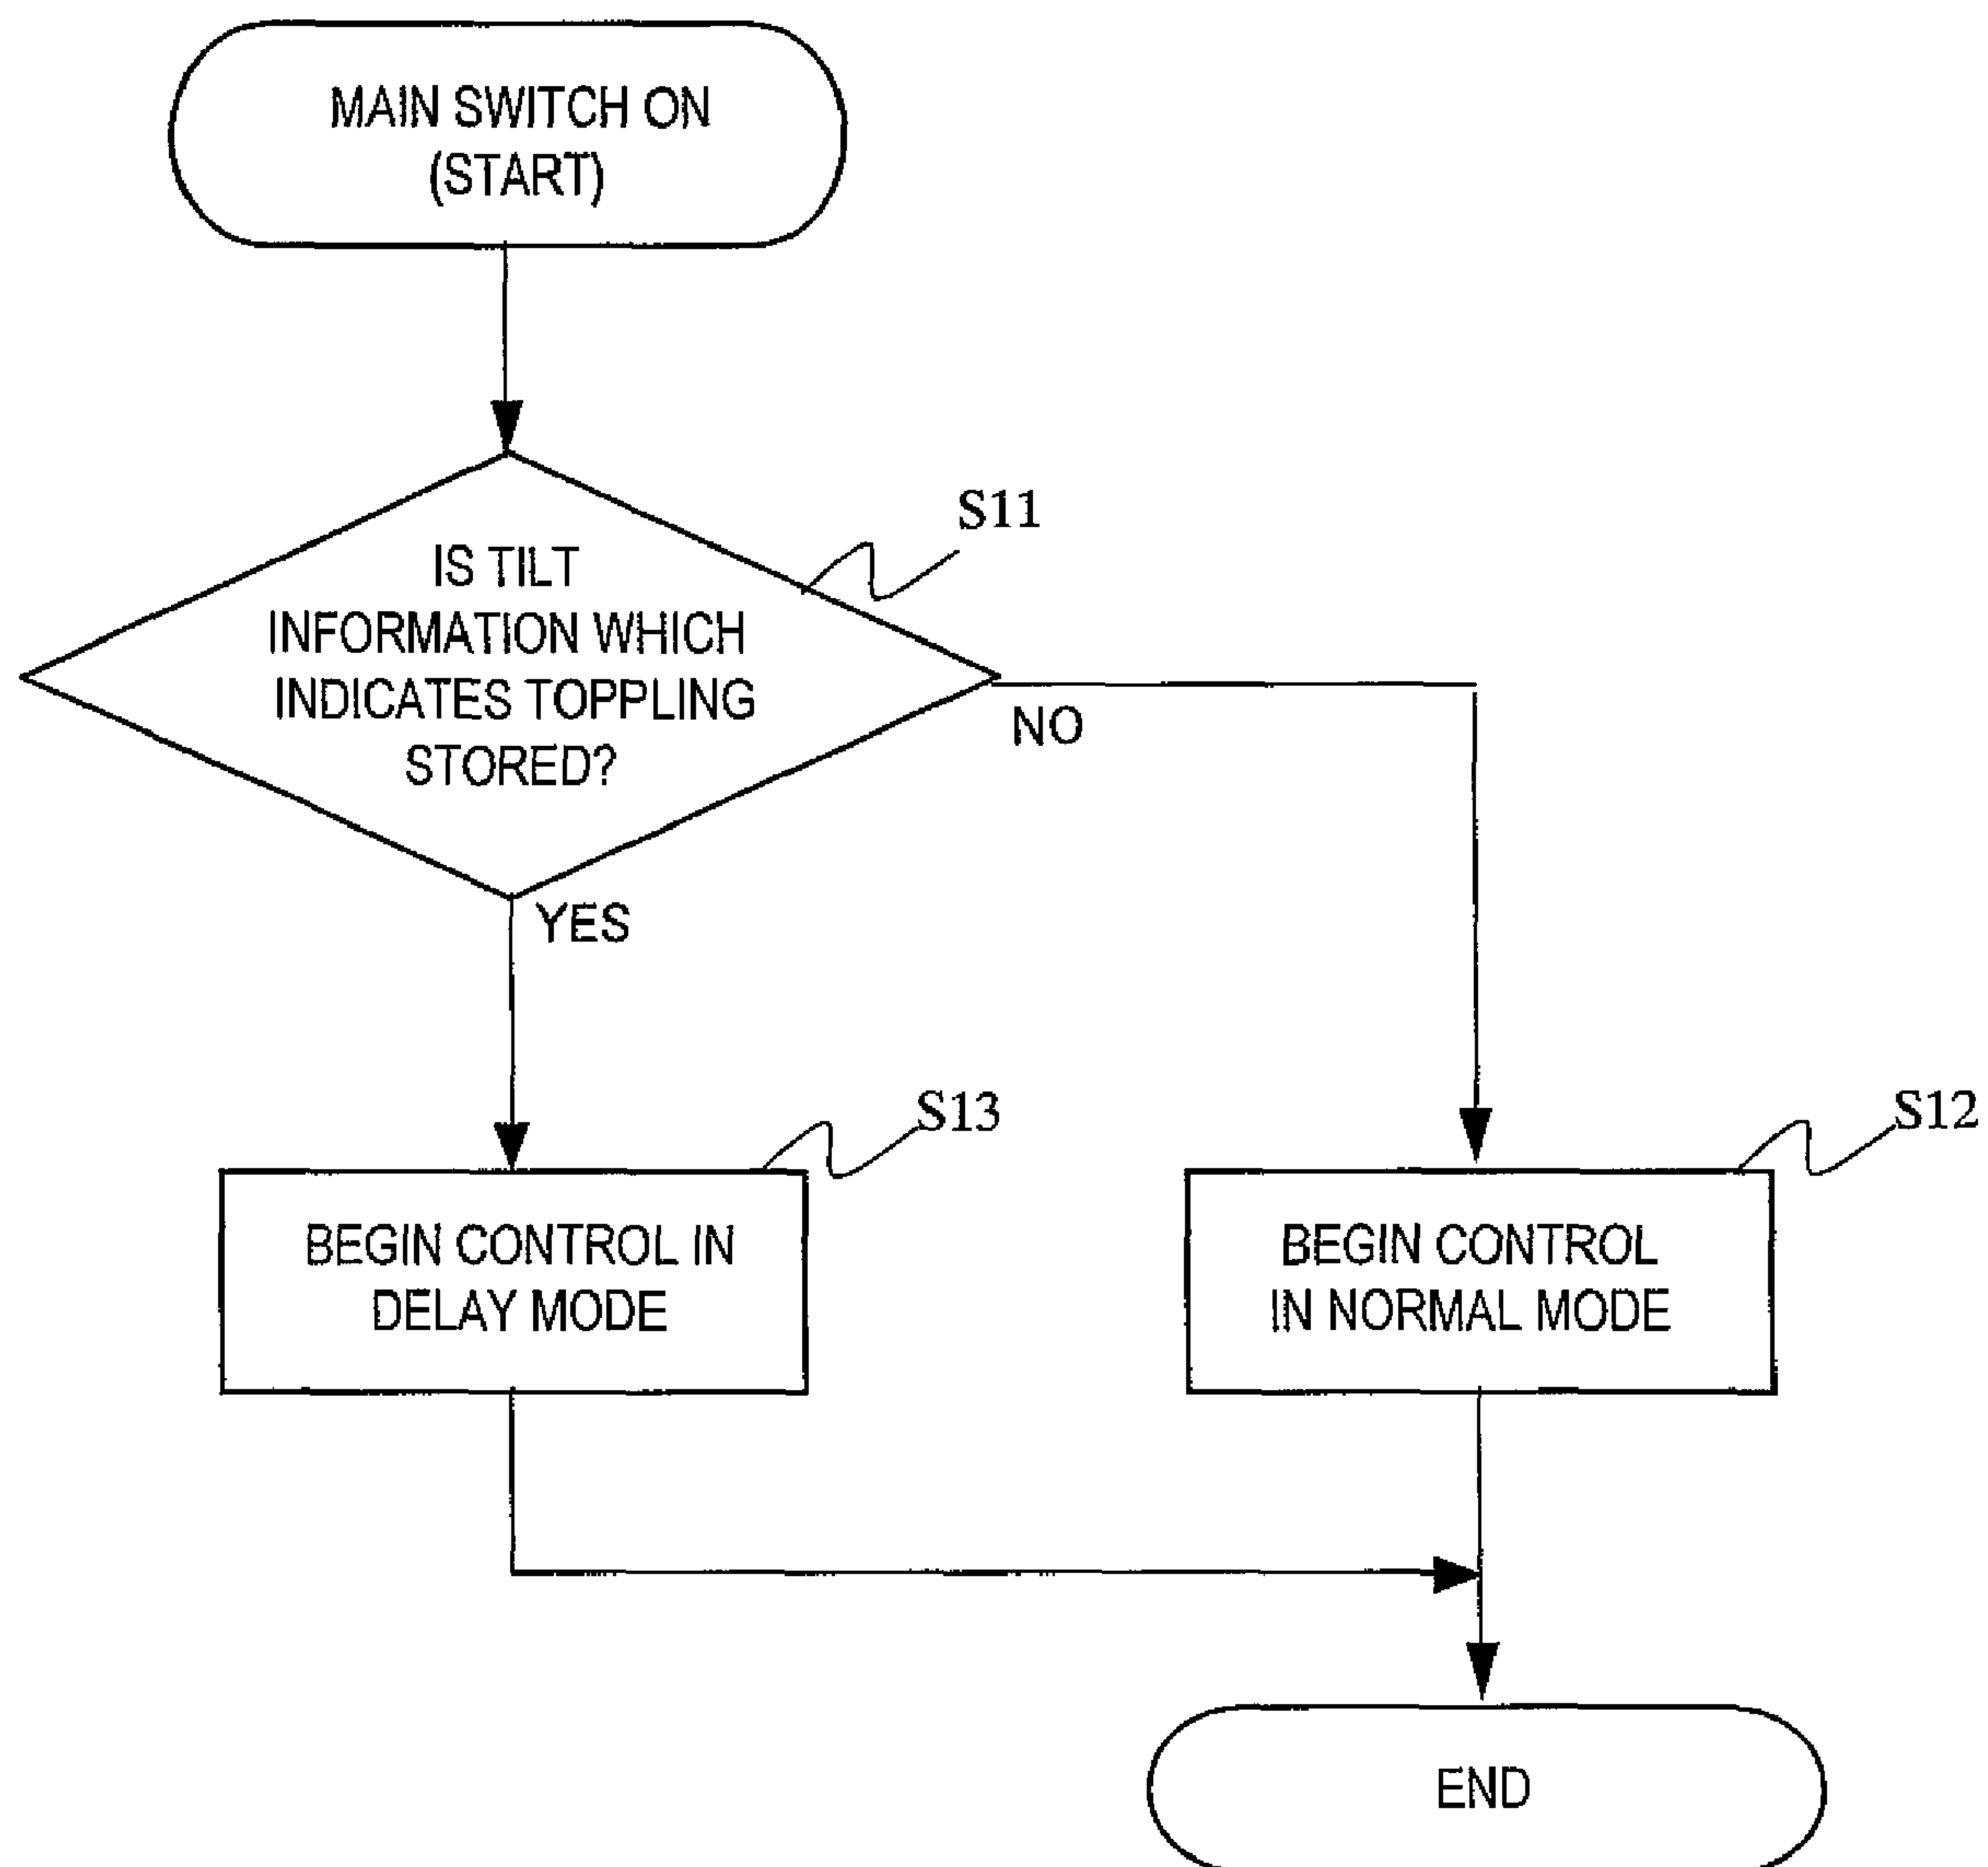 MAIN SWITCH ON
(START)
S11
IS TILT
INFORMATION WHICH
INDICATES TOPPLING
STORED?
NO
YES
S13
S12
BEGIN CONTROL IN
DELAY MODE
BEGIN CONTROL
IN NORMAL MODE
END